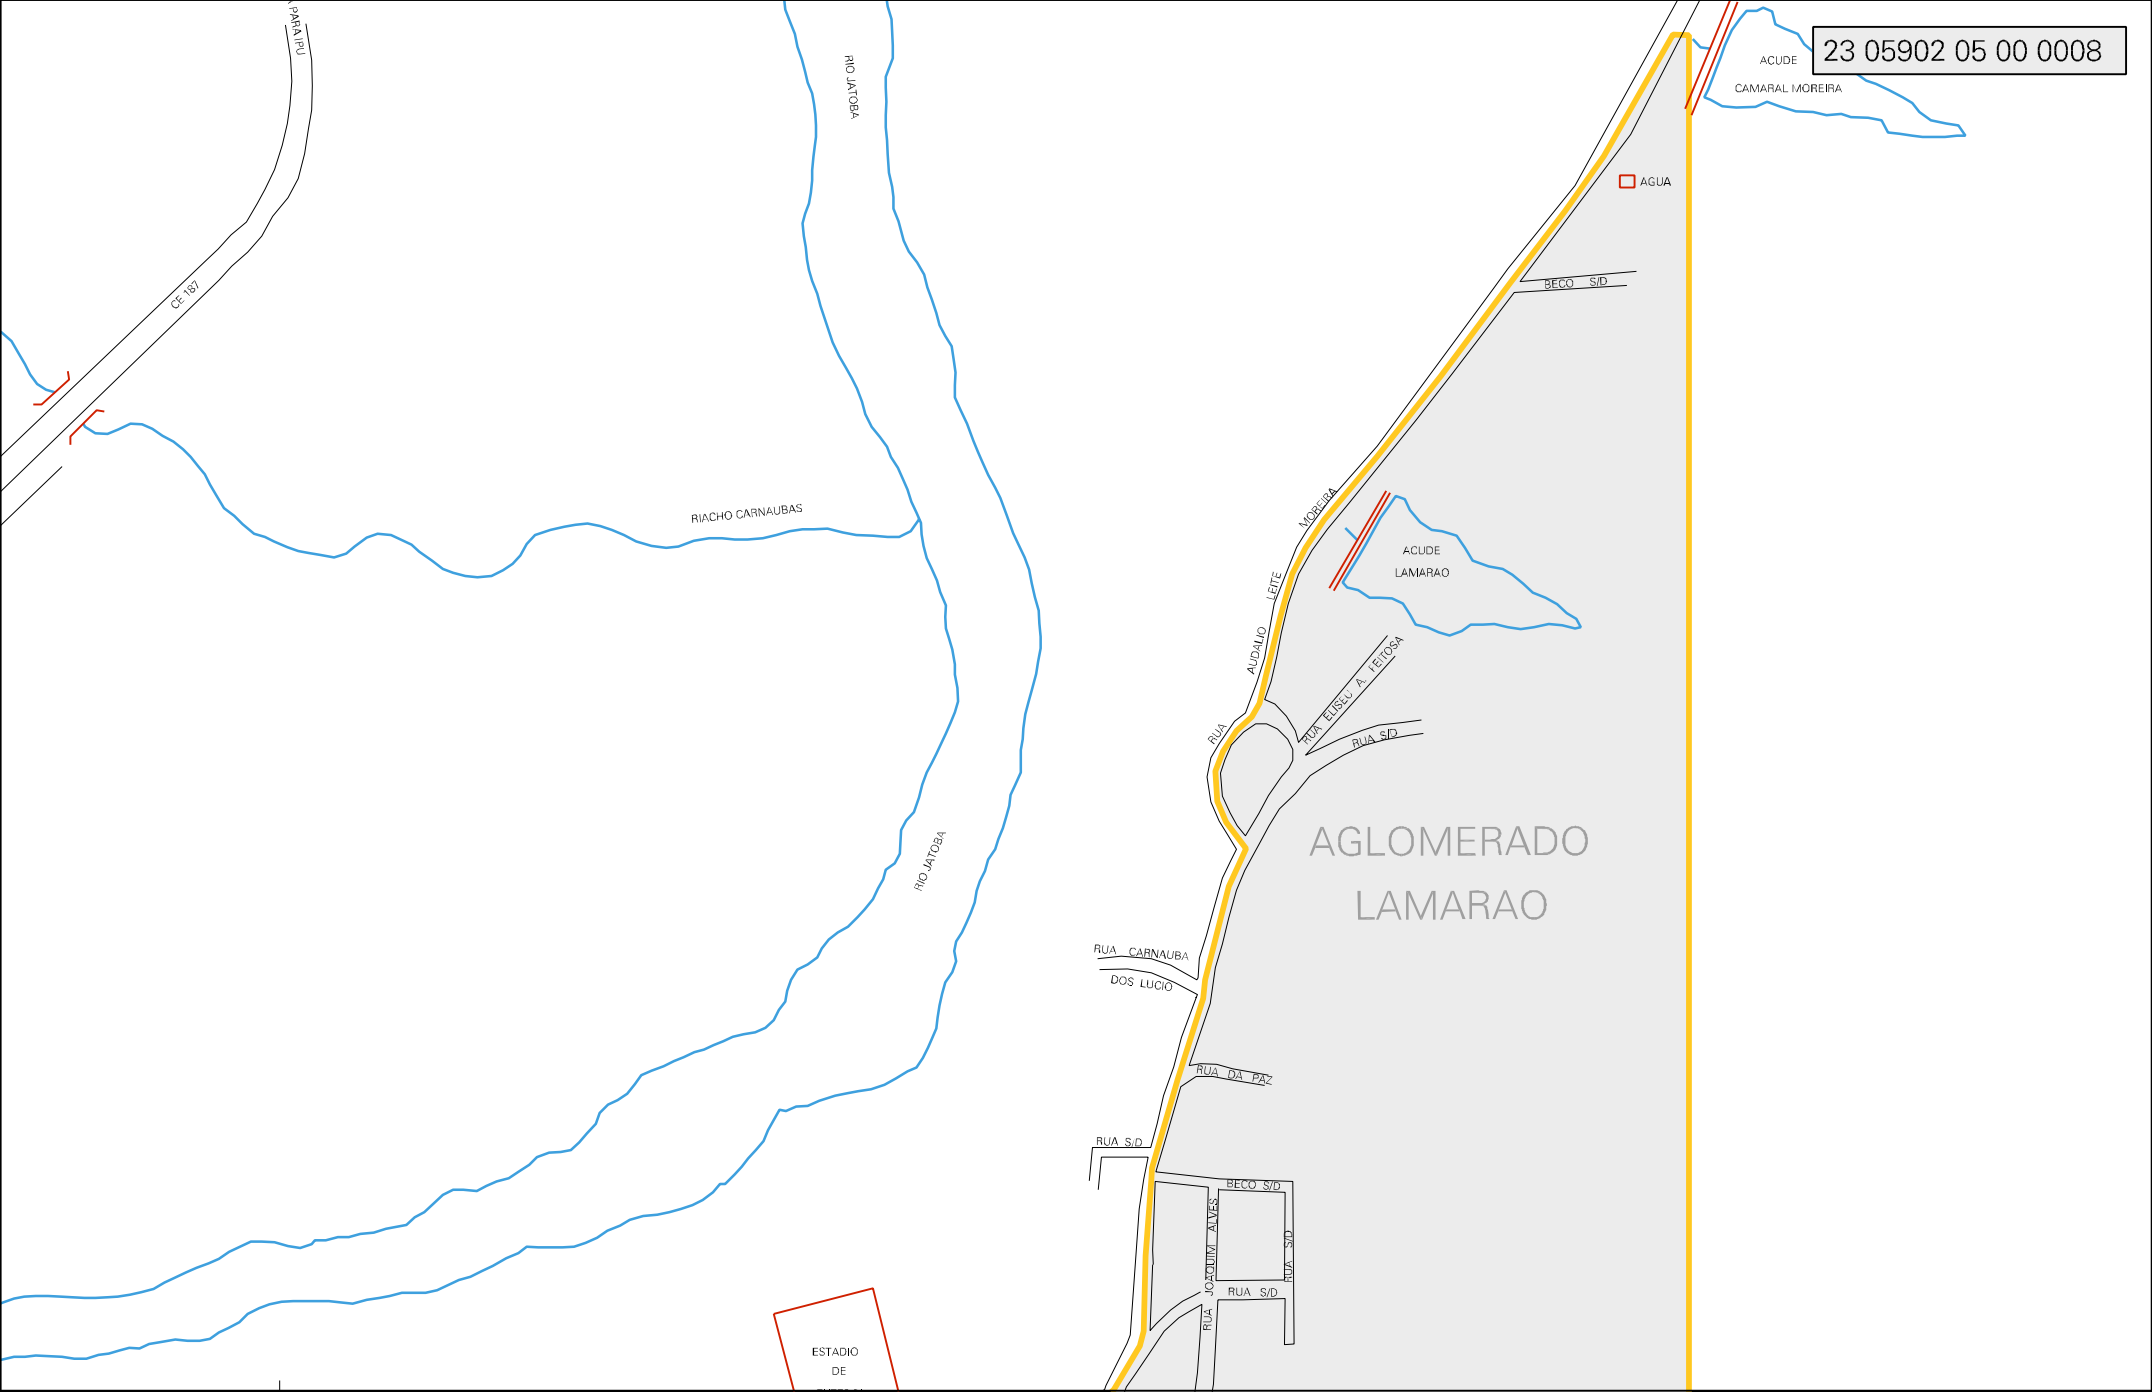 A PARA IPU
RIO JATOBA
ACUDE
CAMARAL MOREIRA
23 05902 05 00 0008
AGUA
CE 187
BECO S/D
RIACHO CARNAUBAS
RUA AUDALIO LEITE MOREIRA
ACUDE
LAMARAO
RUA ELISEU A. FEITOSA
RUA S/D
RIO JATOBA
AGLOMERADO
LAMARAO
RUA CARNAUBA
DOS LUCIO
RUA DA PAZ
RUA S/D
BECO S/D
RUA JOAQUIM ALVES
RUA S/D
RUA S/D
ESTADIO
DE